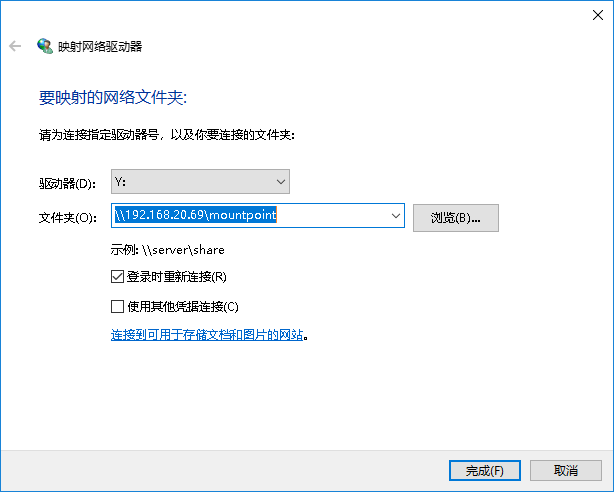 映射网络驱动器
要映射的网络文件夹:
请为连接指定驱动器号，以及你要连接的文件夹:
驱动器(D): Y:
文件夹(O): \\192.168.20.69\mountpoint 浏览(B)...
示例: \\server\share
登录时重新连接(R)
使用其他凭据连接(C)
连接到可用于存储文档和图片的网站。
完成(F) 取消